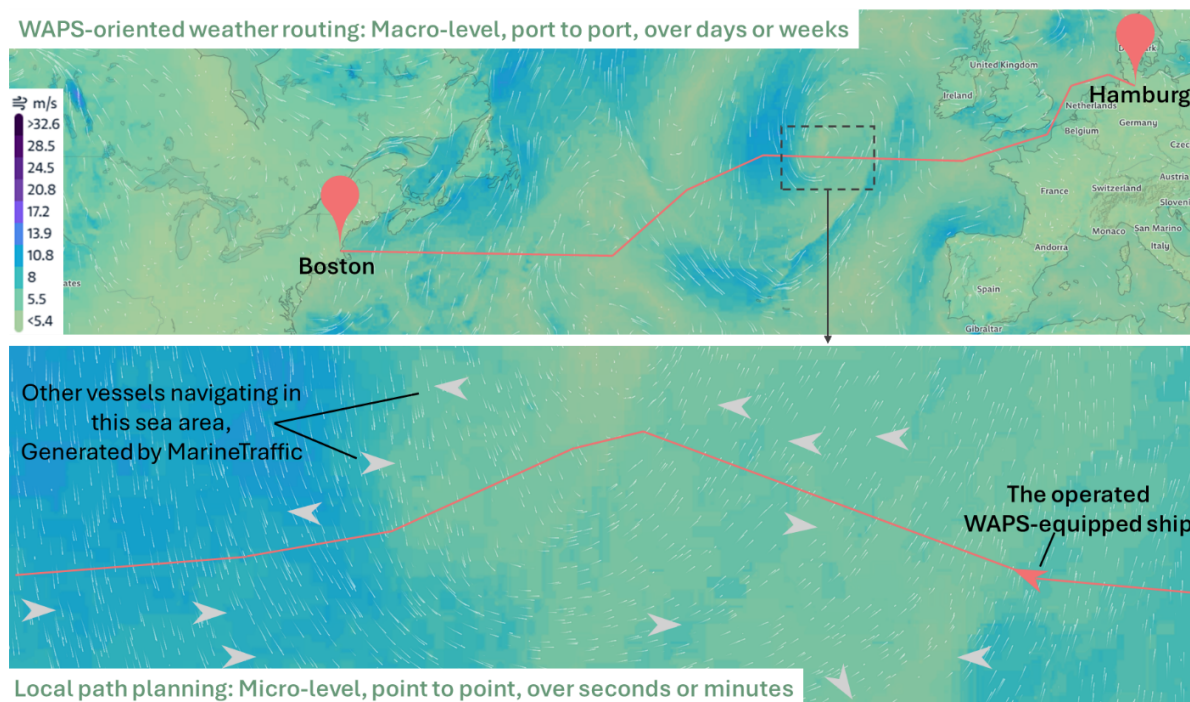 WAPS-oriented weather routing: Macro-level, port to port, over days or weeks
m/s
>32.6
28.5
24.5
20.8
17.2
13.9
10.8
8
5.5
<5.4
ates
Boston
United Kingdom
Ireland
Hamburg
Netherlands
Belgium
Germany
Czec
France
Switzerland
Austria
Sloveni
Monaco
San Marino
Andorra
Italy
Spain
Gibraltar
Other vessels navigating in
this sea area,
Generated by MarineTraffic
The operated
WAPS-equipped ship
Local path planning: Micro-level, point to point, over seconds or minutes